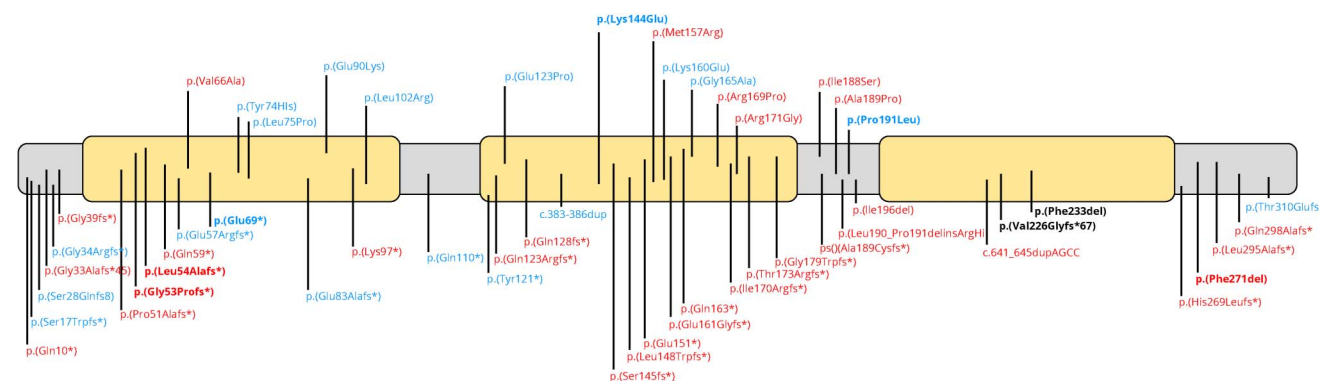 p.(Lys144Glu)
p.(Met157Arg)
p.(Glu90Lys)
p.(Lys160Glu)
p.(Val66Ala)
p.(Glu123Pro)
p.(Gly165Ala)
p.(Ile188Ser)
p.(Leu102Arg)
p.(Arg169Pro)
p.(Ala189Pro)
p.(Tyr74HIs)
p.(Leu75Pro)
p.(Arg171Gly)
p.(Pro191Leu)
p.(Gly39fs*)
p.(Glu69*)
c.383-386dup
p.(Ile196del)
p.(Phe233del)
p.(Thr310Glufs
p.(Glu57Argfs*)
p.(Val226Glyfs*67)
p.(Gln298Alafs*
p.(Gly34Argfs*)
p.(Gln59*)
p.(Lys97*)
p.(Gln110*)
p.(Gln128fs*)
p.(Leu190_Pro191delinsArgHi
ps()(Ala189Cysfs*)
c.641_645dupAGCC
p.(Leu295Alafs*)
p.(Gly33Alafs*45)
p.(Leu54Alafs*)
p.(Gln123Argfs*)
p.(Gly179Trpfs*)
p.(Tyr121*)
p.(Thr173Argfs*)
p.(Phe271del)
p.(Ser28Glnfs8)
p.(Gly53Profs*)
p.(Glu83Alafs*)
p.(Ile170Argfs*)
p.(His269Leufs*)
p.(Ser17Trpfs*)
p.(Pro51Alafs*)
p.(Gln163*)
p.(Glu161Glyfs*)
p.(Gln10*)
p.(Glu151*)
p.(Leu148Trpfs*)
p.(Ser145fs*)